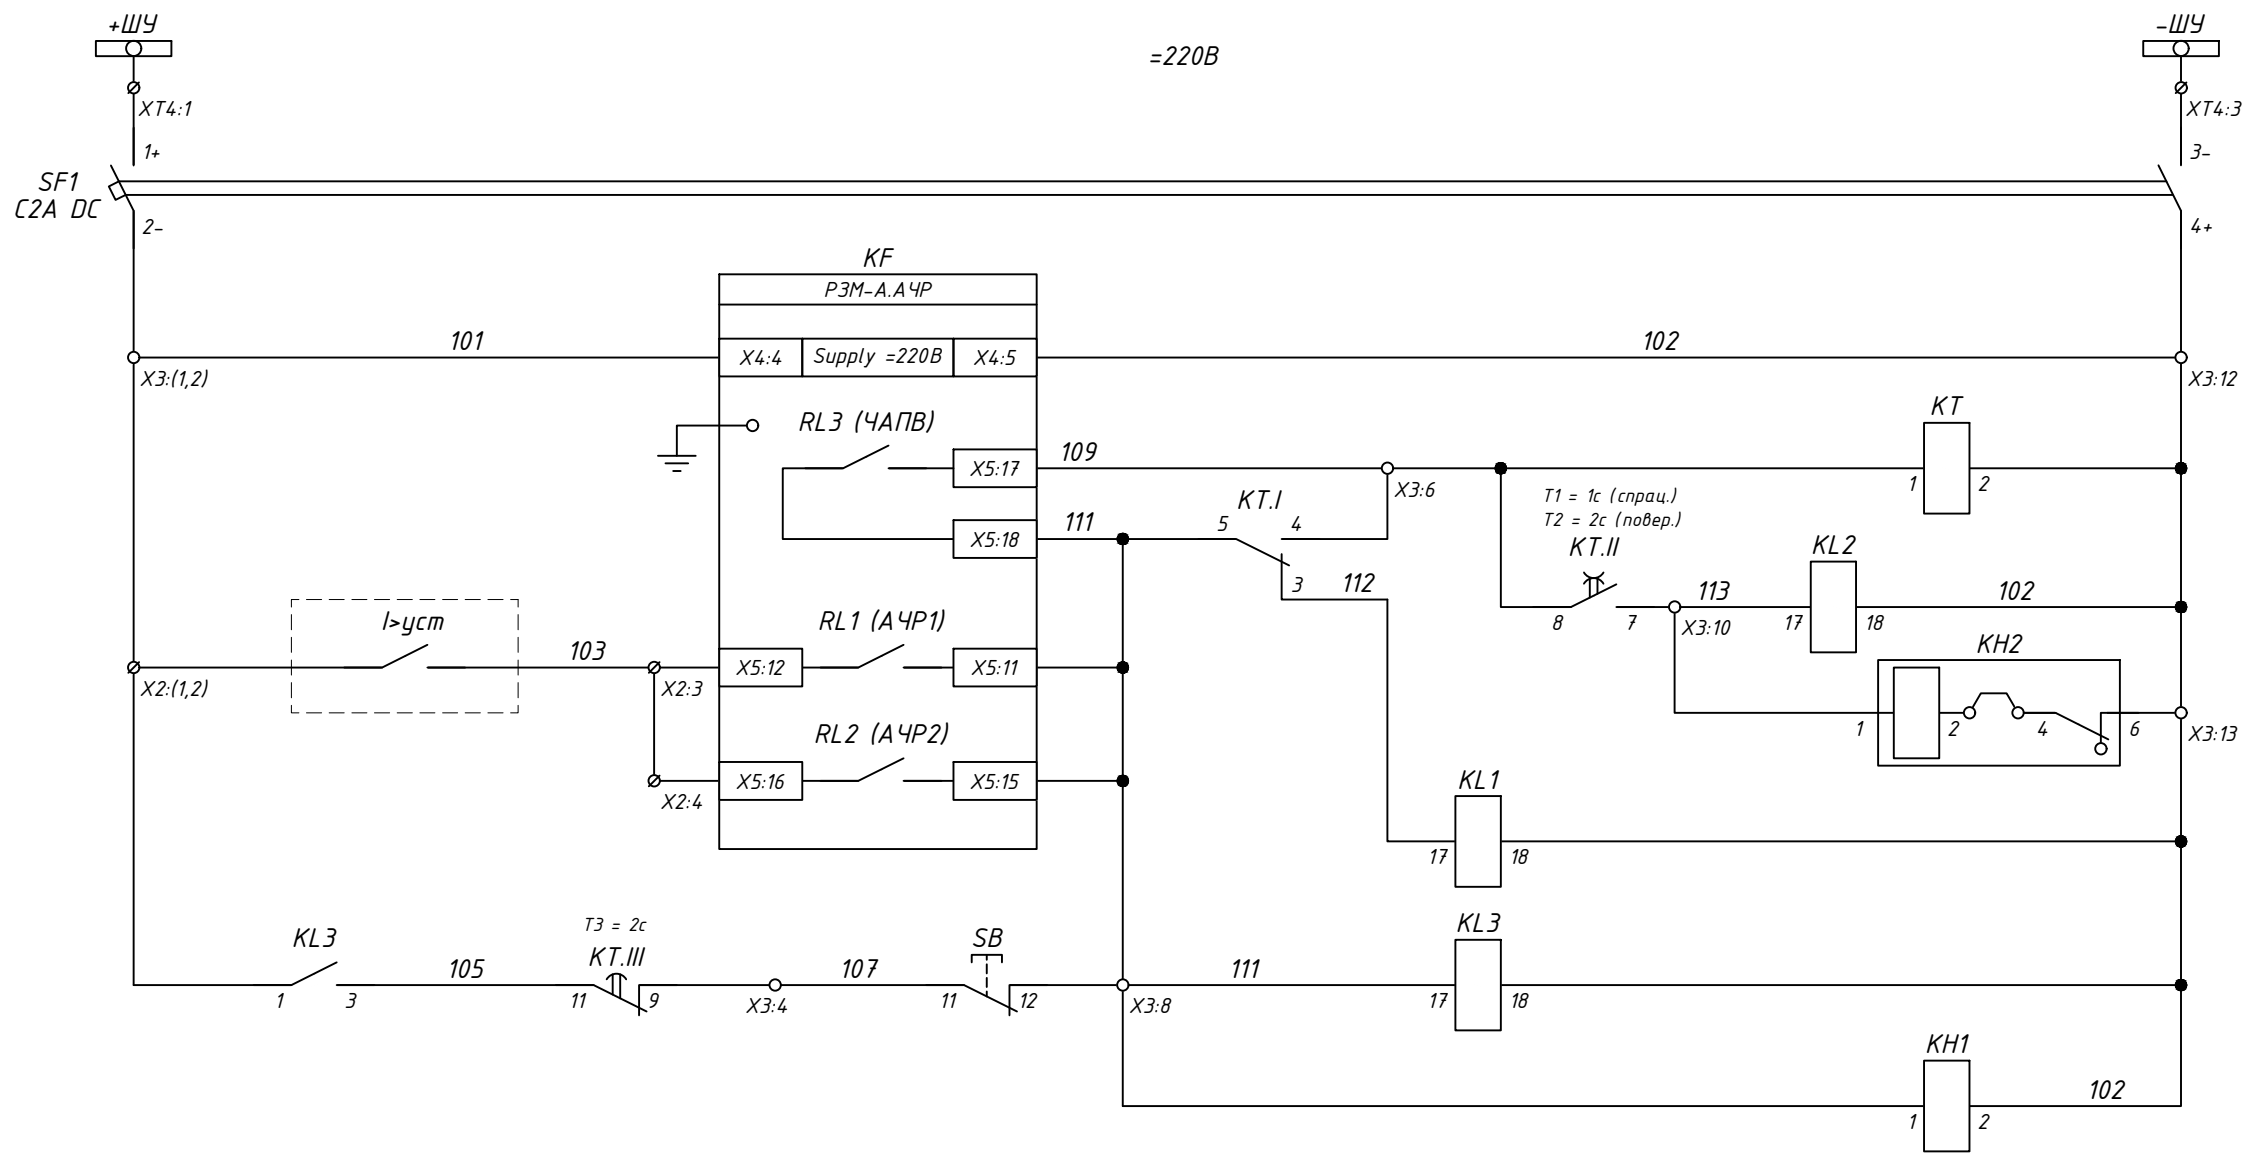 +ШУ
-ШУ
=220В
XT4:1
XT4:3
1+
3-
SF1
C2A DC
2-
4+
KF
РЗМ-А.АЧР
101
X4:4
Supply =220В
X4:5
102
X3:(1,2)
X3:12
KT
RL3 (ЧАПВ)
109
X5:17
X3:6
1
2
T1 = 1с (спрац.)
T2 = 2с (повер.)
KT.I
111
5
4
X5:18
KT.II
KL2
3
112
113
102
8
7
X3:10
17
18
I>уст
RL1 (АЧР1)
103
KH2
X5:12
X5:11
X2:(1,2)
X2:3
1
2
4
6
X3:13
RL2 (АЧР2)
X5:16
X5:15
X2:4
KL1
17
18
T3 = 2с
KL3
KT.III
SB
KL3
105
107
111
1
3
11
9
X3:4
11
12
X3:8
17
18
KH1
102
1
2